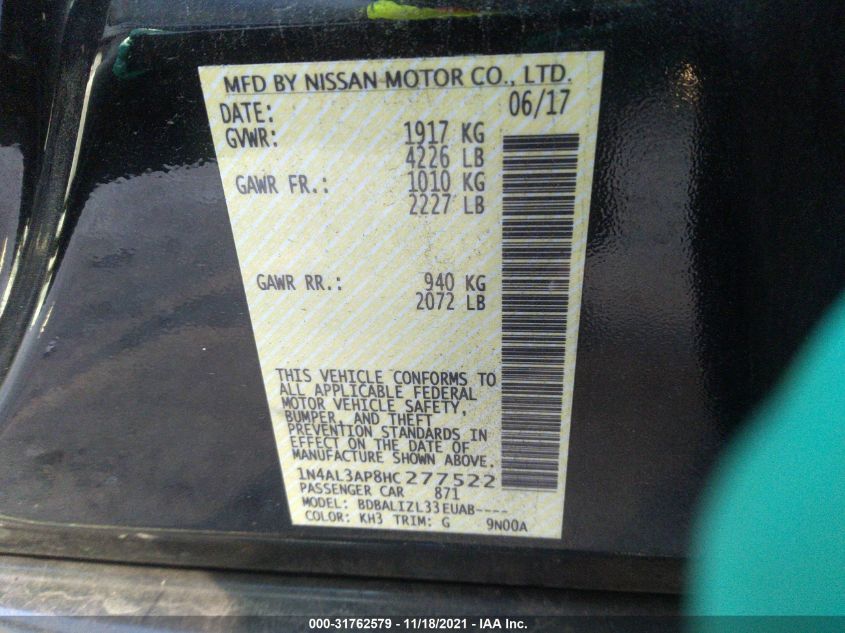 MFD BY NISSAN MOTOR CO., LTD.
DATE: 06/17
GVWR: 1917 KG
4226 LB
GAWR FR.: 1010 KG
2227 LB
GAWR RR.: 940 KG
2072 LB
THIS VEHICLE CONFORMS TO
ALL APPLICABLE FEDERAL
MOTOR VEHICLE SAFETY,
BUMPER, AND THEFT
PREVENTION STANDARDS IN
EFFECT ON THE DATE OF
MANUFACTURE SHOWN ABOVE.
1N4AL3AP8HC277522
PASSENGER CAR 871
MODEL: BDBALIZL33EUAB----
COLOR: KH3 TRIM: G 9N00A
000-31762579 - 11/18/2021 - IAA Inc.